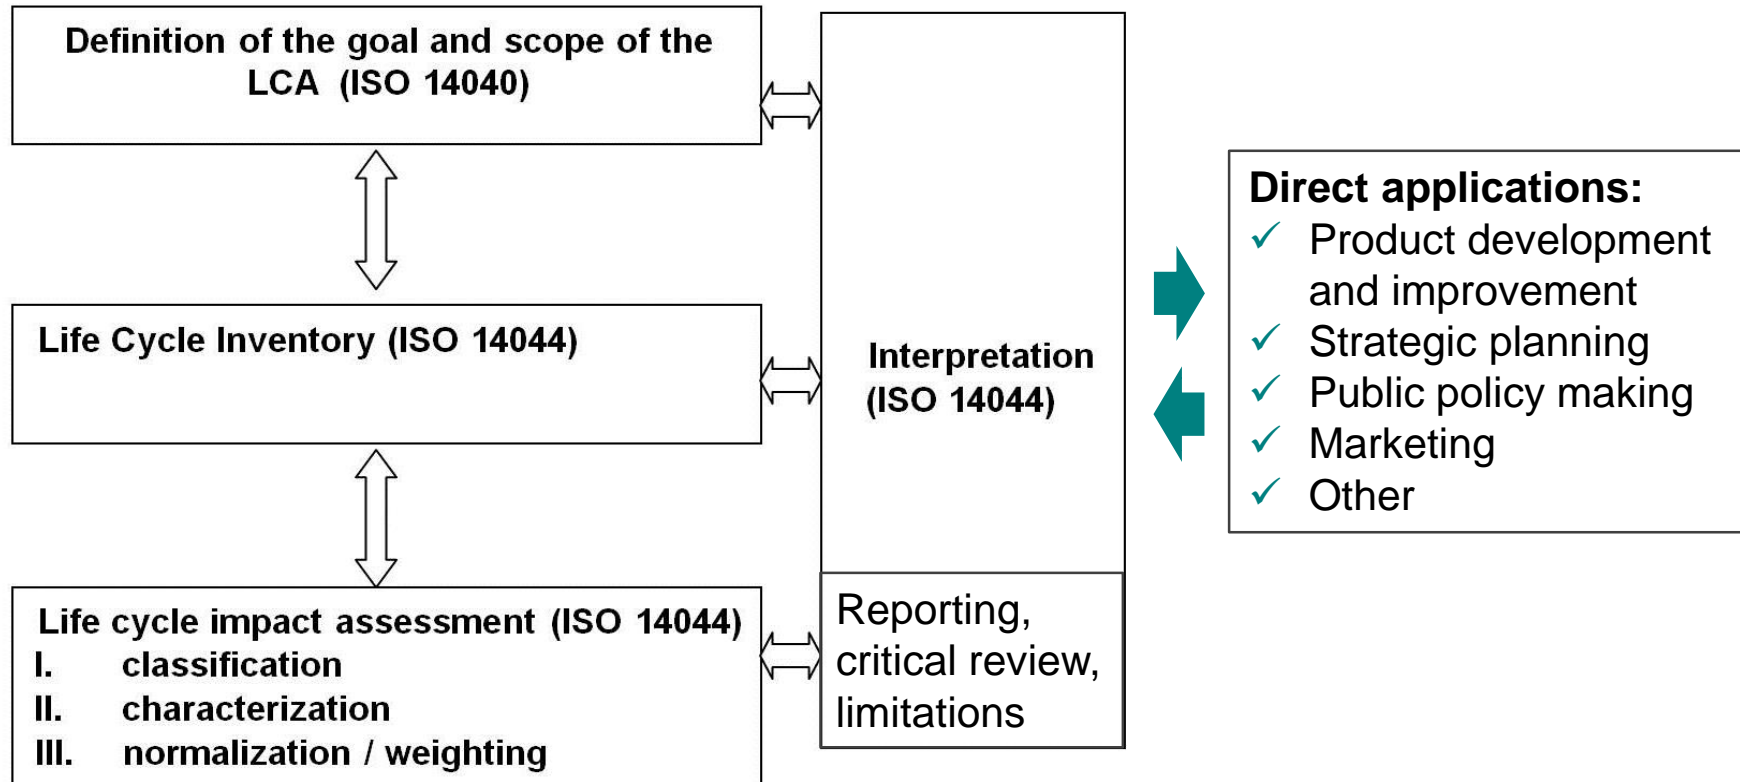 Definition of the goal and scope of the
LCA (ISO 14040)
Life Cycle Inventory (ISO 14044)
Life cycle impact assessment (ISO 14044)
I. classification
II. characterization
III. normalization / weighting
Interpretation
(ISO 14044)
Reporting,
critical review,
limitations
Direct applications:
✓ Product development
and improvement
✓ Strategic planning
✓ Public policy making
✓ Marketing
✓ Other